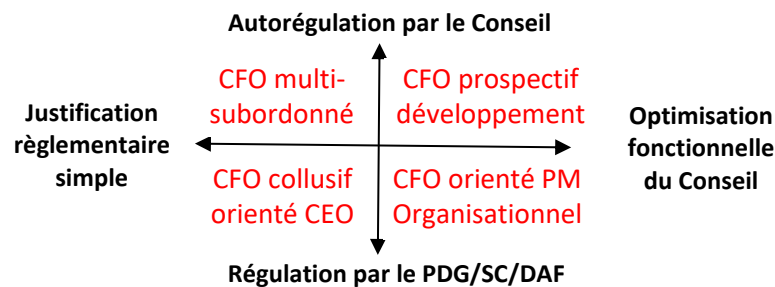 Autorégulation par le Conseil
CFO multi-
subordonné
CFO prospectif
développement
Justification
règlementaire
simple
Optimisation
fonctionnelle
du Conseil
CFO collusif
orienté CEO
CFO orienté PM
Organisationnel
Régulation par le PDG/SC/DAF